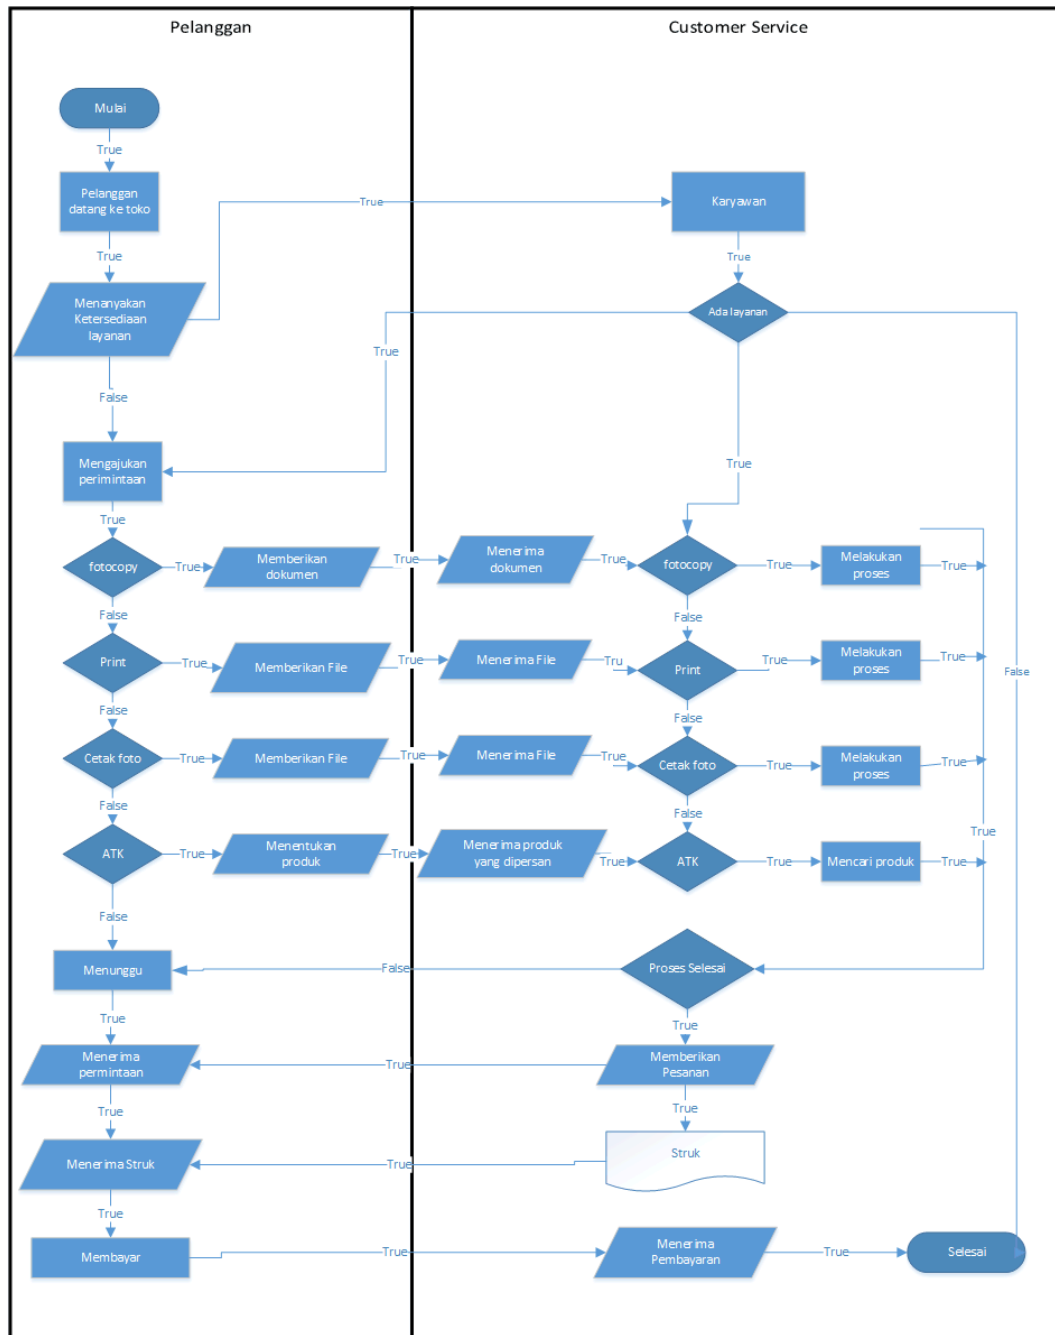 Pelanggan
Customer Service
Mulai
True
Pelanggan
datang ke toko
True
Karyawan
True
True
Menanyakan
Ketersediaan
layanan
Ada layanan
True
False
True
Mengajukan
perimintaan
True
fotocopy
True
Memberikan
dokumen
True
Menerima
dokumen
True
fotocopy
True
Melakukan
proses
True
False
False
Print
True
Memberikan File
True
Menerima File
Tru
Print
True
Melakukan
proses
True
False
False
False
Cetak foto
True
Memberikan File
True
Menerima File
True
Cetak foto
True
Melakukan
proses
True
False
False
True
ATK
True
Menentukan
produk
True
Menerima produk
yang dipersan
True
ATK
True
Mencari produk
True
False
Menunggu
False
Proses Selesai
True
True
Menerima
permintaan
True
Memberikan
Pesanan
True
True
Menerima Struk
True
Struk
True
Membayar
True
Menerima
Pembayaran
True
Selesai